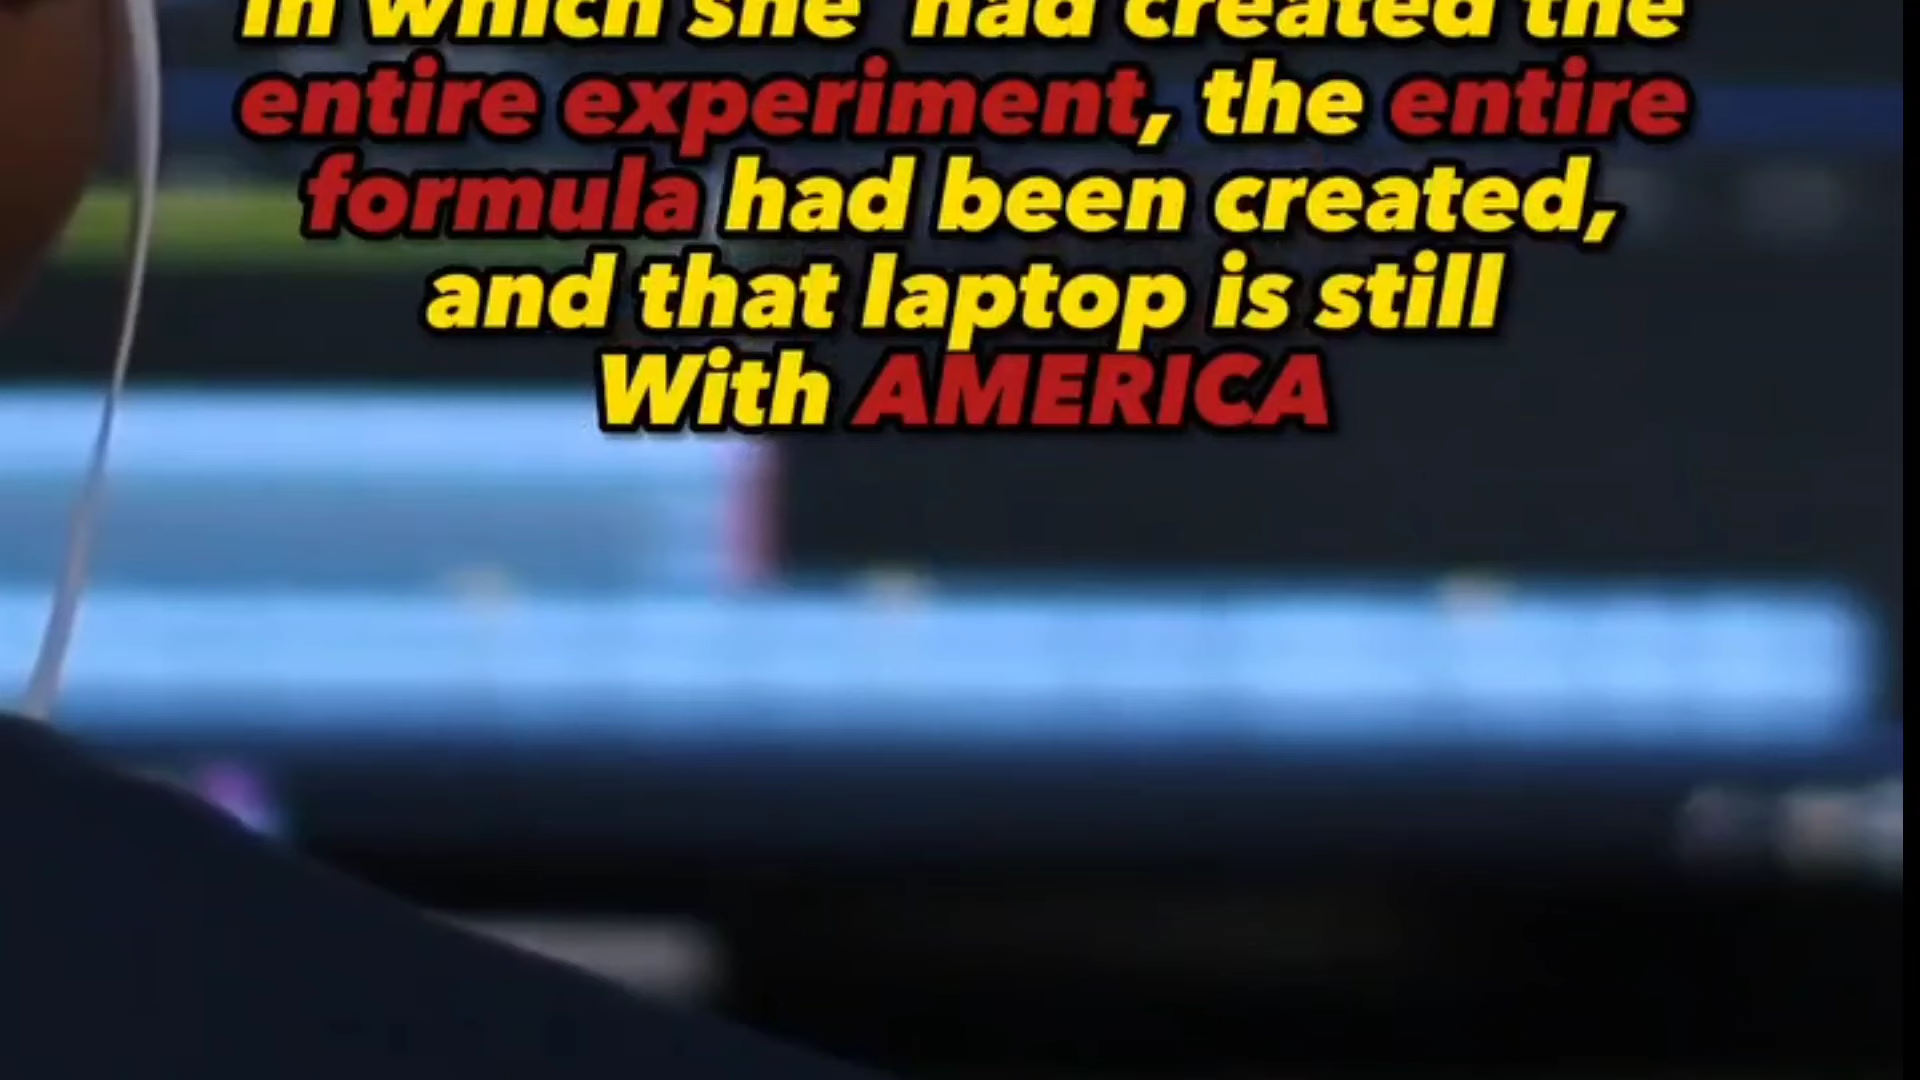 in which she had created the
entire experiment, the entire
formula had been created,
and that laptop is still
With AMERICA